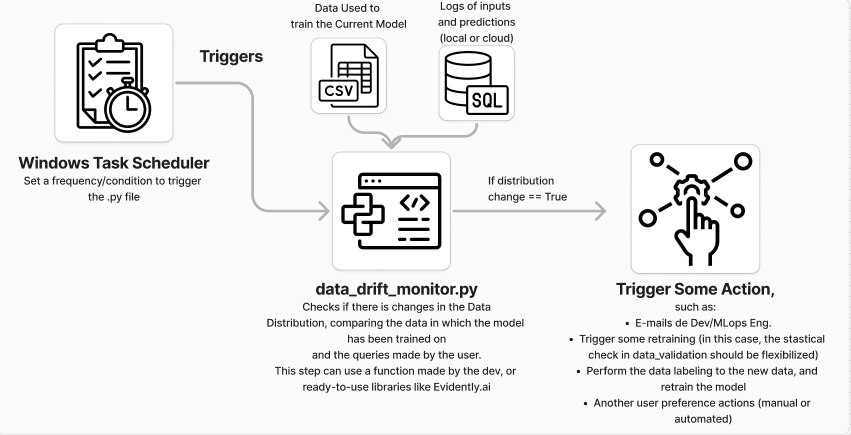 Data Used to
train the Current Model
Logs of inputs
and predictions
(local or cloud)
Triggers
CSV
SQL
Windows Task Scheduler
Set a frequency/condition to trigger
the .py file
If distribution
change == True
data_drift_monitor.py
Checks if there is changes in the Data
Distribution, comparing the data in which the model
has been trained on
and the queries made by the user.
This step can use a function made by the dev, or
ready-to-use libraries like Evidently.ai
Trigger Some Action,
such as:
• E-mails de Dev/MLops Eng.
• Trigger some retraining (in this case, the stastical
check in data_validation should be flexibilized)
• Perform the data labeling to the new data, and
retrain the model
• Another user preference actions (manual or
automated)